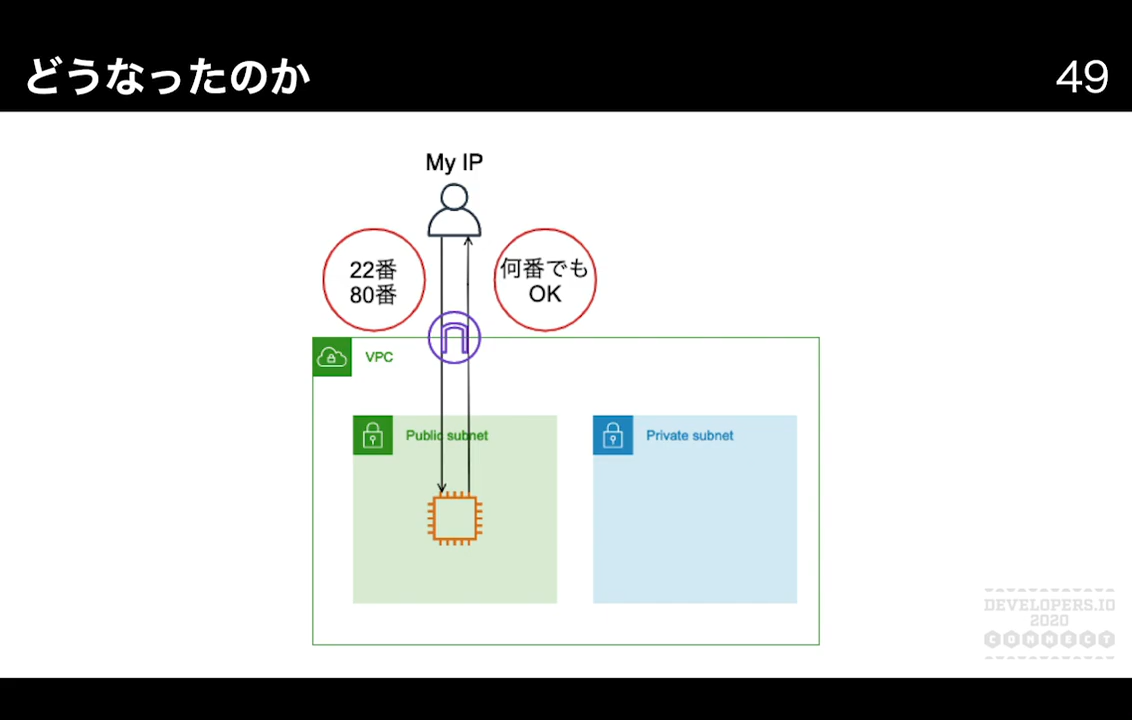 どうなったのか
49
My IP
22番
80番
何番でも
OK
VPC
Public subnet
Private subnet
DEVELOPERS.IO
2020
CONNECT